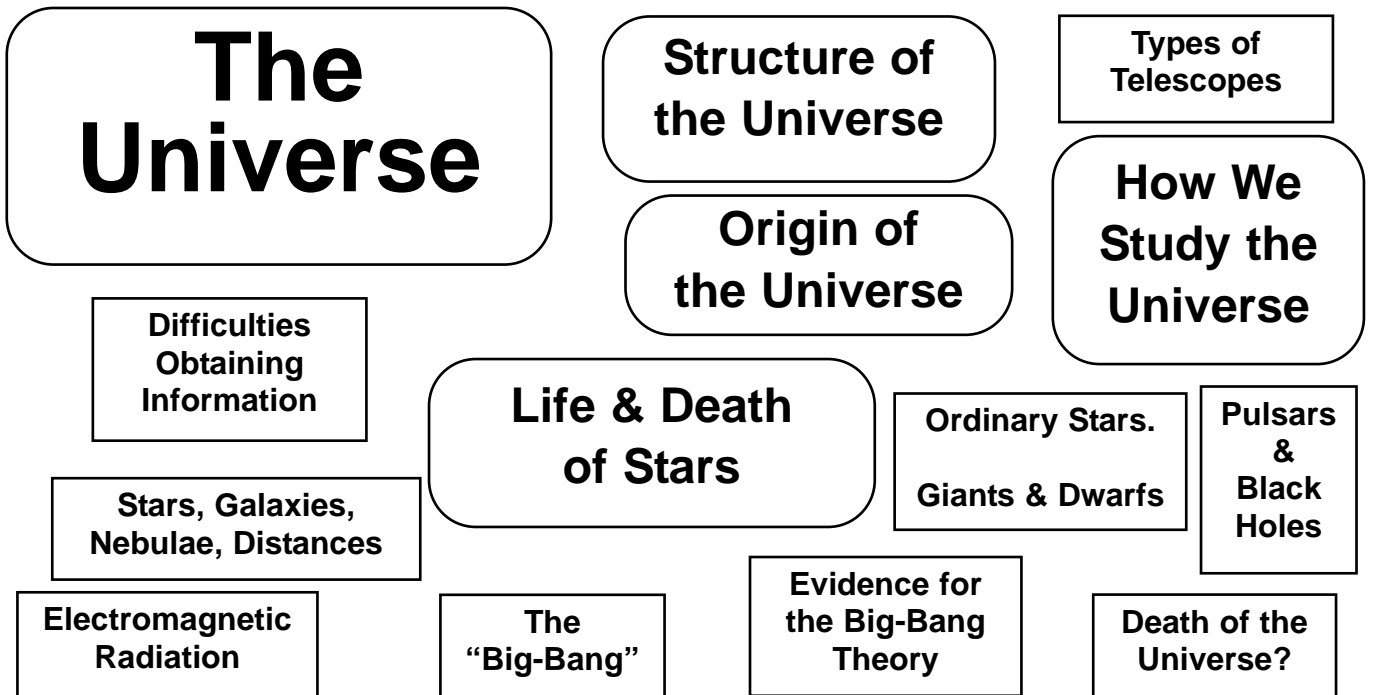 The
Universe
Structure of
the Universe
Types of
Telescopes
How We
Study the
Universe
Origin of
the Universe
Difficulties
Obtaining
Information
Life & Death
of Stars
Ordinary Stars.
Giants & Dwarfs
Pulsars
&
Black
Holes
Stars, Galaxies,
Nebulae, Distances
Electromagnetic
Radiation
The
“Big-Bang”
Evidence for
the Big-Bang
Theory
Death of the
Universe?